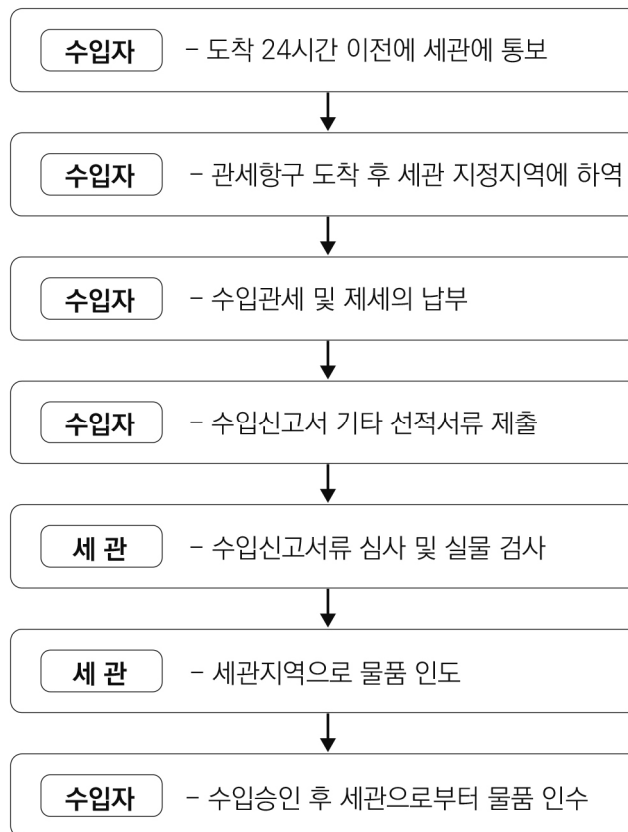 수입자 – 도착 24시간 이전에 세관에 통보
수입자 – 관세항구 도착 후 세관 지정지역에 하역
수입자 – 수입관세 및 제세의 납부
수입자 – 수입신고서 기타 선적서류 제출
세 관 – 수입신고서류 심사 및 실물 검사
세 관 – 세관지역으로 물품 인도
수입자 – 수입승인 후 세관으로부터 물품 인수